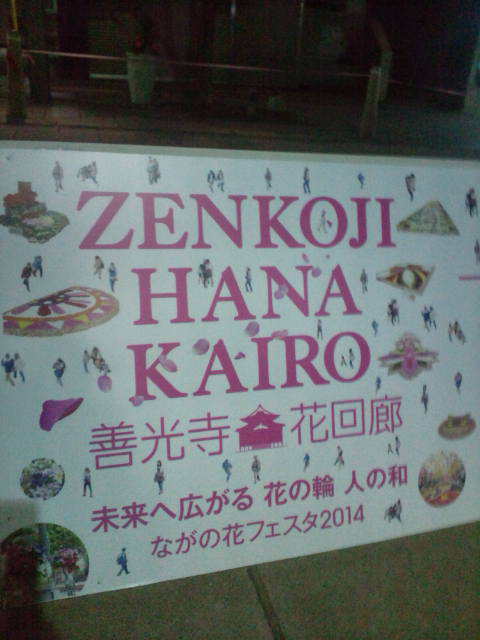 ZENKOJI
HANA
KAIRO
善光寺 花回廊
未来へ広がる 花の輪 人の和
ながの花フェスタ2014